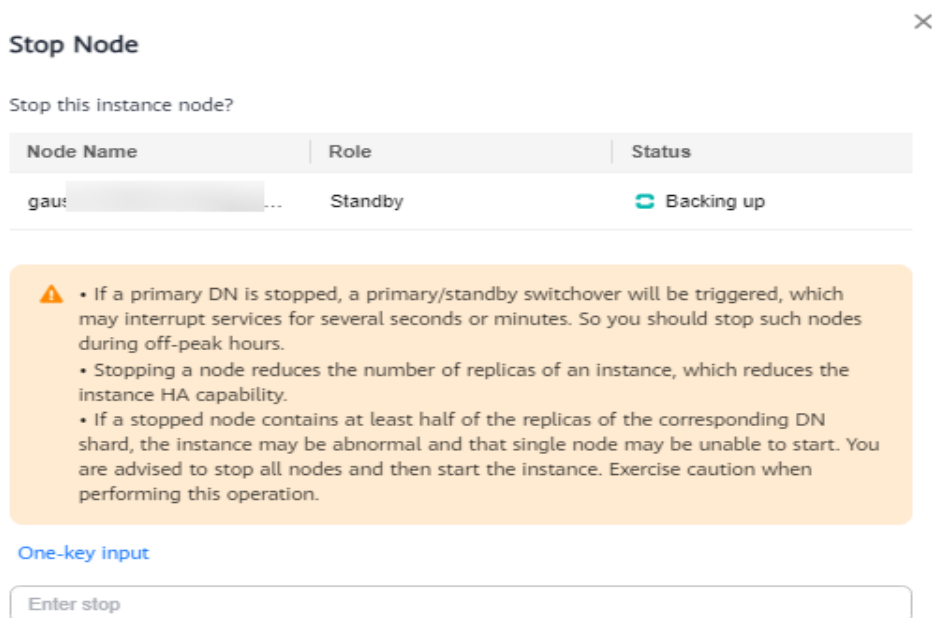 Stop Node
Stop this instance node?
Node Name Role Status
Standby Backing up
• If a primary DN is stopped, a primary/standby switchover will be triggered, which
may interrupt services for several seconds or minutes. So you should stop such nodes
during off-peak hours.
• Stopping a node reduces the number of replicas of an instance, which reduces the
instance HA capability.
• If a stopped node contains at least half of the replicas of the corresponding DN
shard, the instance may be abnormal and that single node may be unable to start. You
are advised to stop all nodes and then start the instance. Exercise caution when
performing this operation.
One-key input
Enter stop